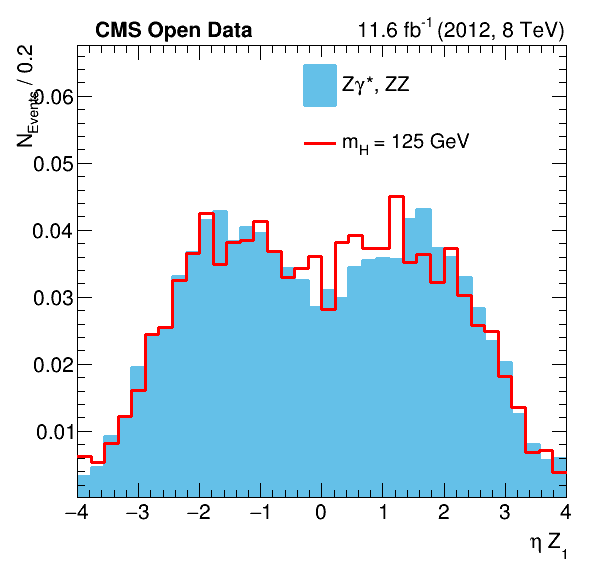 CMS Open Data 11.6 fb⁻¹ (2012, 8 TeV)
N_Events / 0.2
Zγ*, ZZ
m_H = 125 GeV
0.06
0.05
0.04
0.03
0.02
0.01
−4 −3 −2 −1 0 1 2 3 4
η Z₁